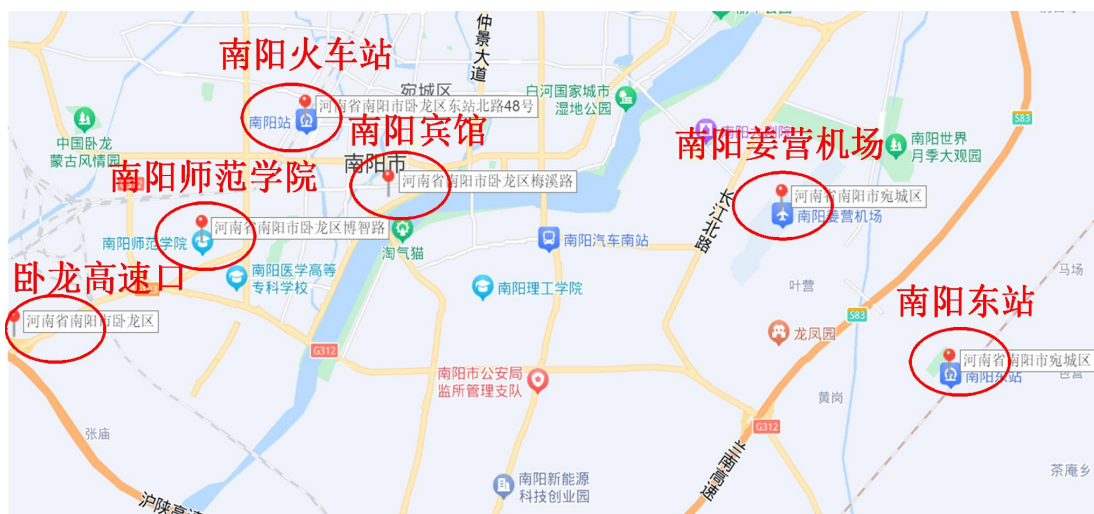 仲景大道
南阳火车站
宛城区
白河国家城市
湿地公园
河南省南阳市卧龙区东站北路48号
南阳站
S83
中国卧龙
蒙古风情园
南阳宾馆
南阳市
南阳姜营机场
南阳世界
月季大观园
南阳师范学院
河南省南阳市卧龙区梅溪路
河南省南阳市宛城区
南阳姜营机场
长江北路
河南省南阳市卧龙区博智路
南阳师范学院
淘气猫
南阳汽车南站
卧龙高速口
南阳医学高等
专科学校
南阳理工学院
叶营
马场
南阳东站
河南省南阳市卧龙区
S83
龙凤园
G312
河南省南阳市宛城区
南阳东站
南阳市公安局
监所管理支队
黄岗
张庙
G312
兰南高速
茶庵乡
南阳新能源
科技创业园
沪陕高速